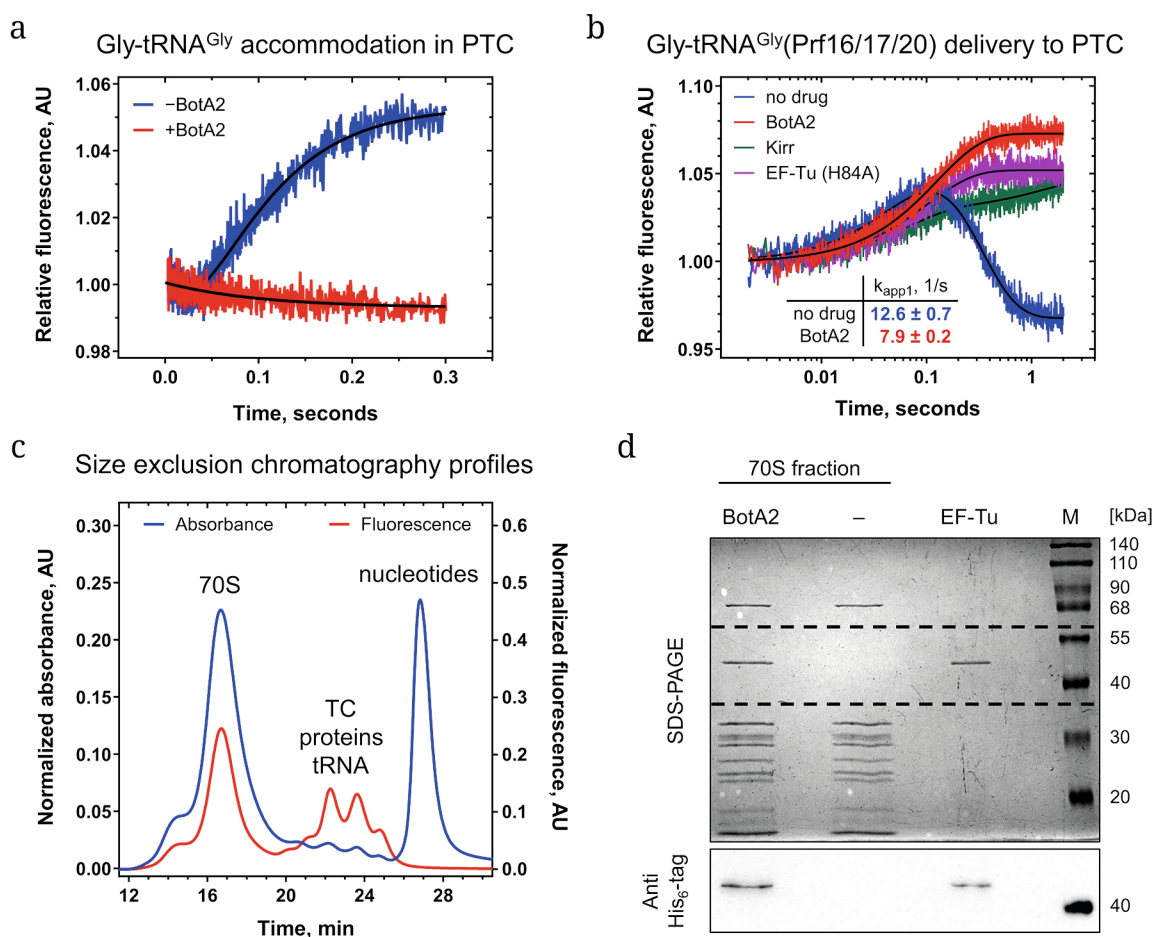 a
Gly-tRNAGly accommodation in PTC
Relative fluorescence, AU
1.06
1.04
1.02
1.00
0.98
−BotA2
+BotA2
0.0 0.1 0.2 0.3
Time, seconds
b
Gly-tRNAGly(Prf16/17/20) delivery to PTC
Relative fluorescence, AU
1.10
1.05
1.00
0.95
no drug
BotA2
Kirr
EF-Tu (H84A)
kapp1, 1/s
no drug 12.6 ± 0.7
BotA2 7.9 ± 0.2
0.01 0.1 1
Time, seconds
c
Size exclusion chromatography profiles
Normalized absorbance, AU
0.30
0.25
0.20
0.15
0.10
0.05
0.00
Absorbance Fluorescence
70S
nucleotides
TC
proteins
tRNA
0.6
0.5
0.4
0.3
0.2
0.1
0.0
Normalized fluorescence, AU
12 16 20 24 28
Time, min
d
70S fraction
BotA2 – EF-Tu M [kDa]
SDS-PAGE
140
110
90
68
55
40
30
20
Anti
His6-tag
40